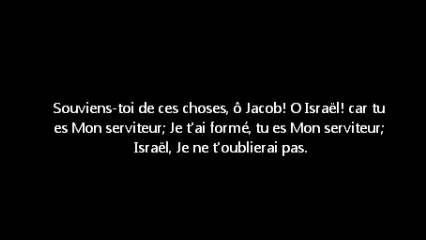 Souviens-toi de ces choses, ô Jacob! O Israël! car tu
es Mon serviteur; Je t'ai formé, tu es Mon serviteur;
Israël, Je ne t'oublierai pas.